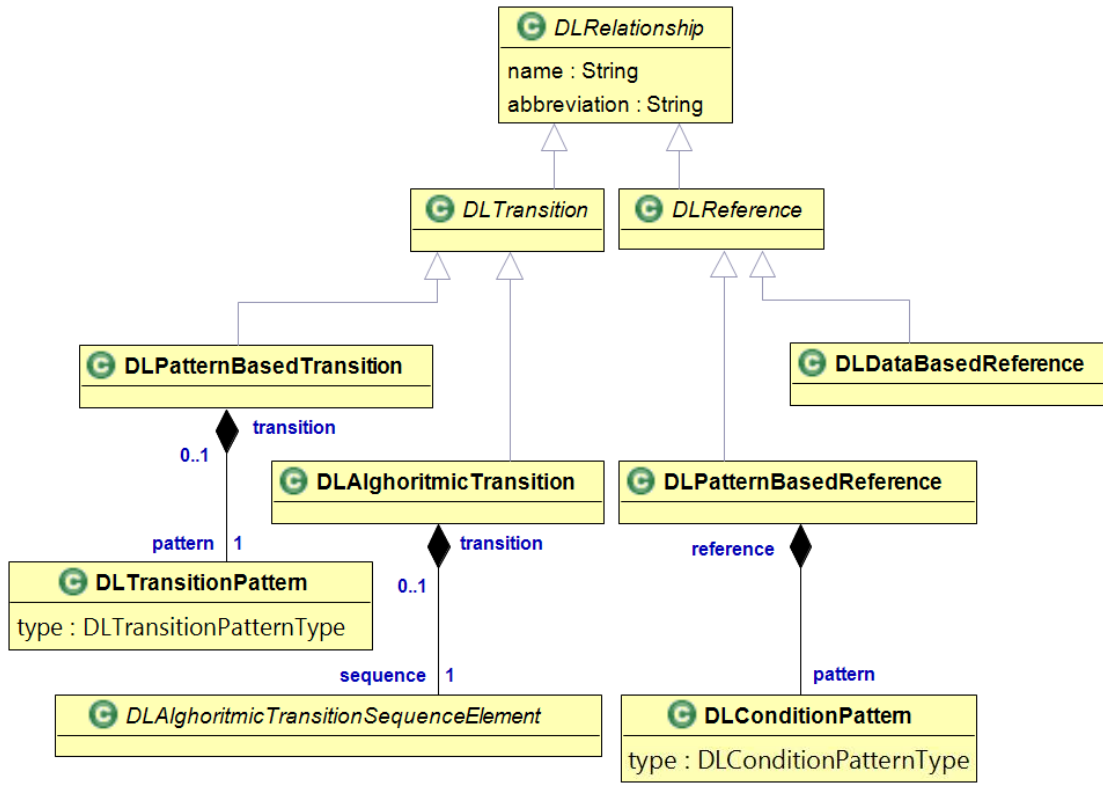 C DLRelationship
name : String
abbreviation : String
C DLTransition
C DLReference
C DLPatternBasedTransition
C DLDataBasedReference
transition
0..1
C DLAlghoritmicTransition
C DLPatternBasedReference
pattern 1
transition
reference
C DLTransitionPattern
0..1
type : DLTransitionPatternType
sequence 1
pattern
C DLAlghoritmicTransitionSequenceElement
C DLConditionPattern
type : DLConditionPatternType